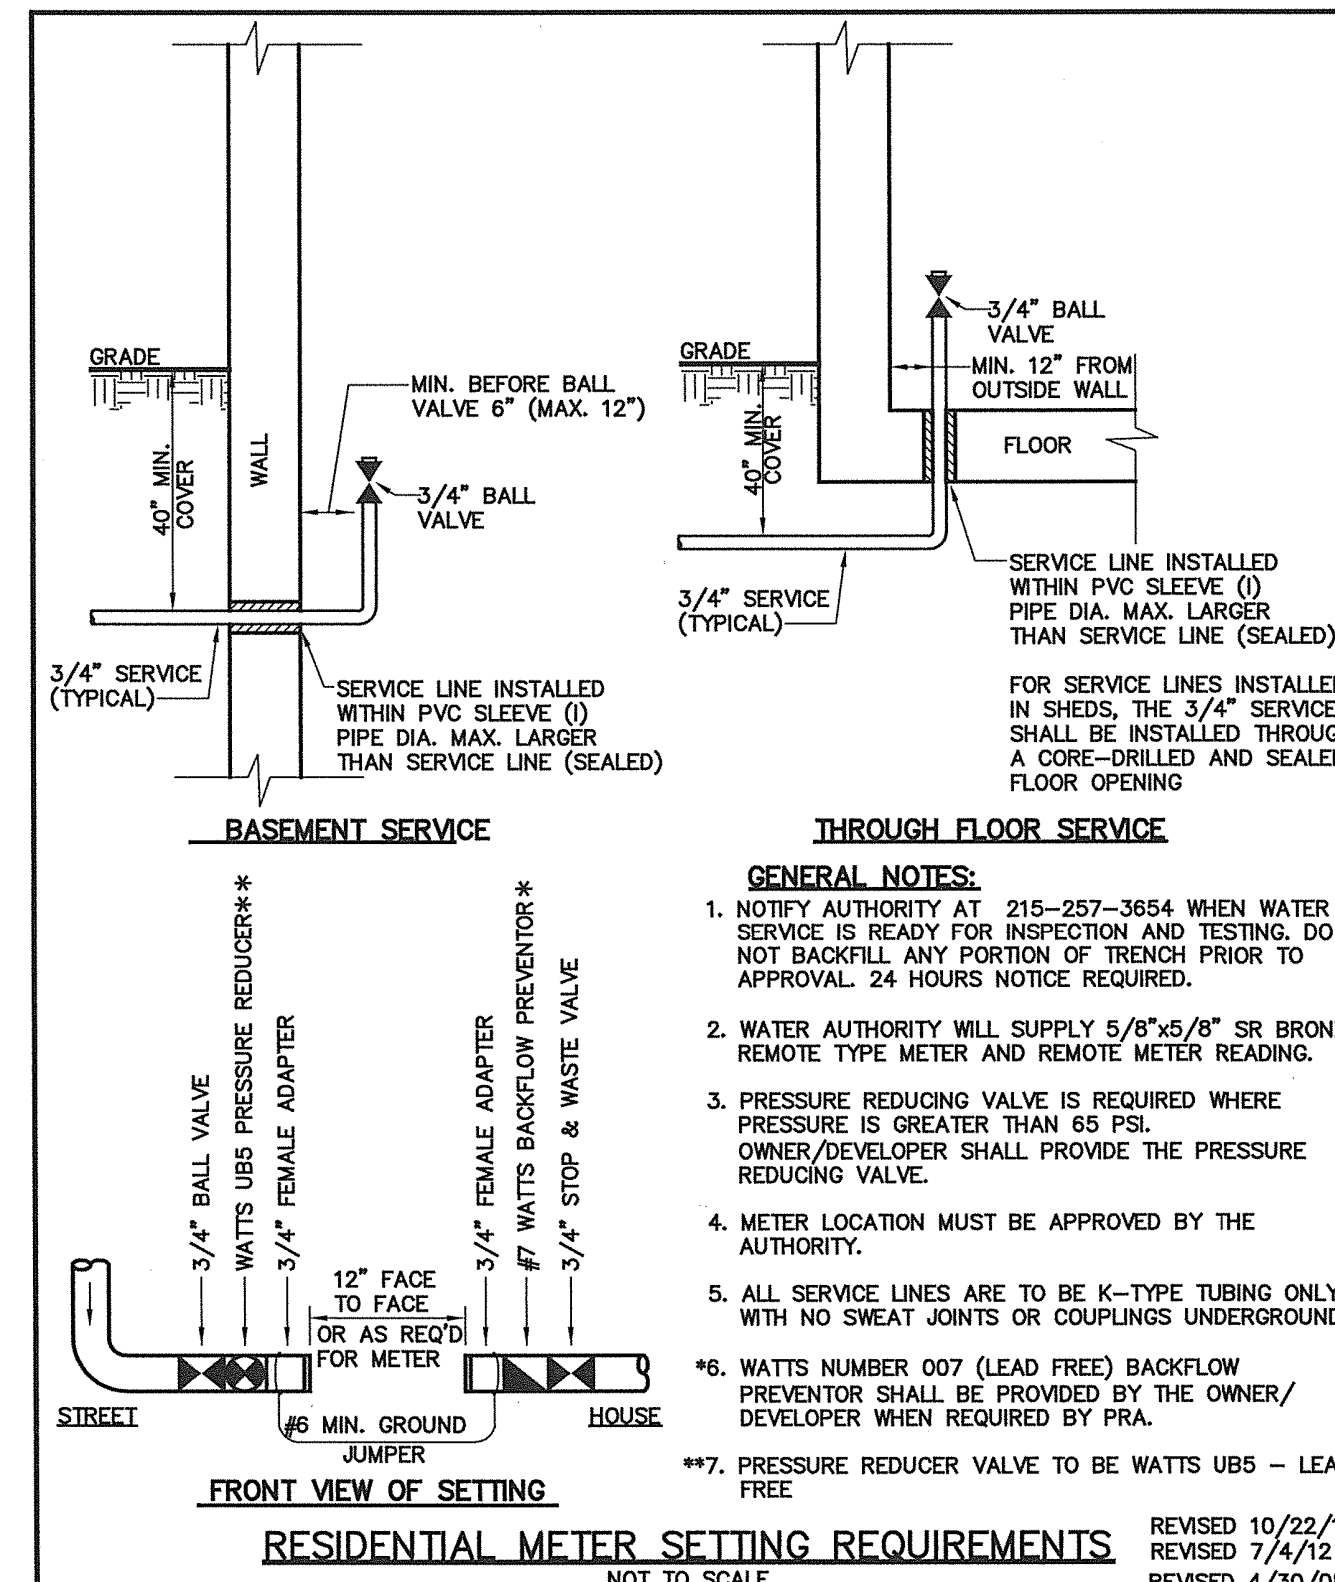 GRADE
40" MIN.
COVER
WALL
MIN. BEFORE BALL
VALVE 6" (MAX. 12")
3/4" BALL
VALVE
3/4" SERVICE
(TYPICAL)
SERVICE LINE INSTALLED
WITHIN PVC SLEEVE (I)
PIPE DIA. MAX. LARGER
THAN SERVICE LINE (SEALED)
BASEMENT SERVICE
GRADE
40" MIN.
COVER
3/4" BALL
VALVE
MIN. 12" FROM
OUTSIDE WALL
FLOOR
3/4" SERVICE
(TYPICAL)
SERVICE LINE INSTALLED
WITHIN PVC SLEEVE (I)
PIPE DIA. MAX. LARGER
THAN SERVICE LINE (SEALED)
FOR SERVICE LINES
IN SHEDS, THE 3/4" SERVICE
SHALL BE INSTALLED
A CORE-DRILLED AND
FLOOR OPENING
THROUGH FLOOR SERVICE
3/4" BALL VALVE
WATTS UB5 PRESSURE REDUCER**
3/4" FEMALE ADAPTER
3/4" FEMALE ADAPTER
#7 WATTS BACKFLOW PREVENTOR*
3/4" STOP & WASTE VALVE
12" FACE
TO FACE
OR AS REQ'D
FOR METER
STREET
HOUSE
#6 MIN. GROUND
JUMPER
FRONT VIEW OF SETTING
GENERAL NOTES:
1. NOTIFY AUTHORITY AT 215-257-3654 WHEN WATER
SERVICE IS READY FOR INSPECTION AND TESTING. DO
NOT BACKFILL ANY PORTION OF TRENCH PRIOR TO
APPROVAL. 24 HOURS NOTICE REQUIRED.
2. WATER AUTHORITY WILL SUPPLY 5/8"x5/8" SR
REMOTE TYPE METER AND REMOTE METER READING.
3. PRESSURE REDUCING VALVE IS REQUIRED WHERE
PRESSURE IS GREATER THAN 65 PSI.
OWNER/DEVELOPER SHALL PROVIDE THE PRESSURE
REDUCING VALVE.
4. METER LOCATION MUST BE APPROVED BY THE
AUTHORITY.
5. ALL SERVICE LINES ARE TO BE K-TYPE TUBING ONLY
WITH NO SWEAT JOINTS OR COUPLINGS
*6. WATTS NUMBER 007 (LEAD FREE) BACKFLOW
PREVENTOR SHALL BE PROVIDED BY THE OWNER/
DEVELOPER WHEN REQUIRED BY PRA.
**7. PRESSURE REDUCER VALVE TO BE WATTS UB5 -
FREE
RESIDENTIAL METER SETTING REQUIREMENTS
NOT TO SCALE
REVISED
REVISED 7/4/12
REVISED